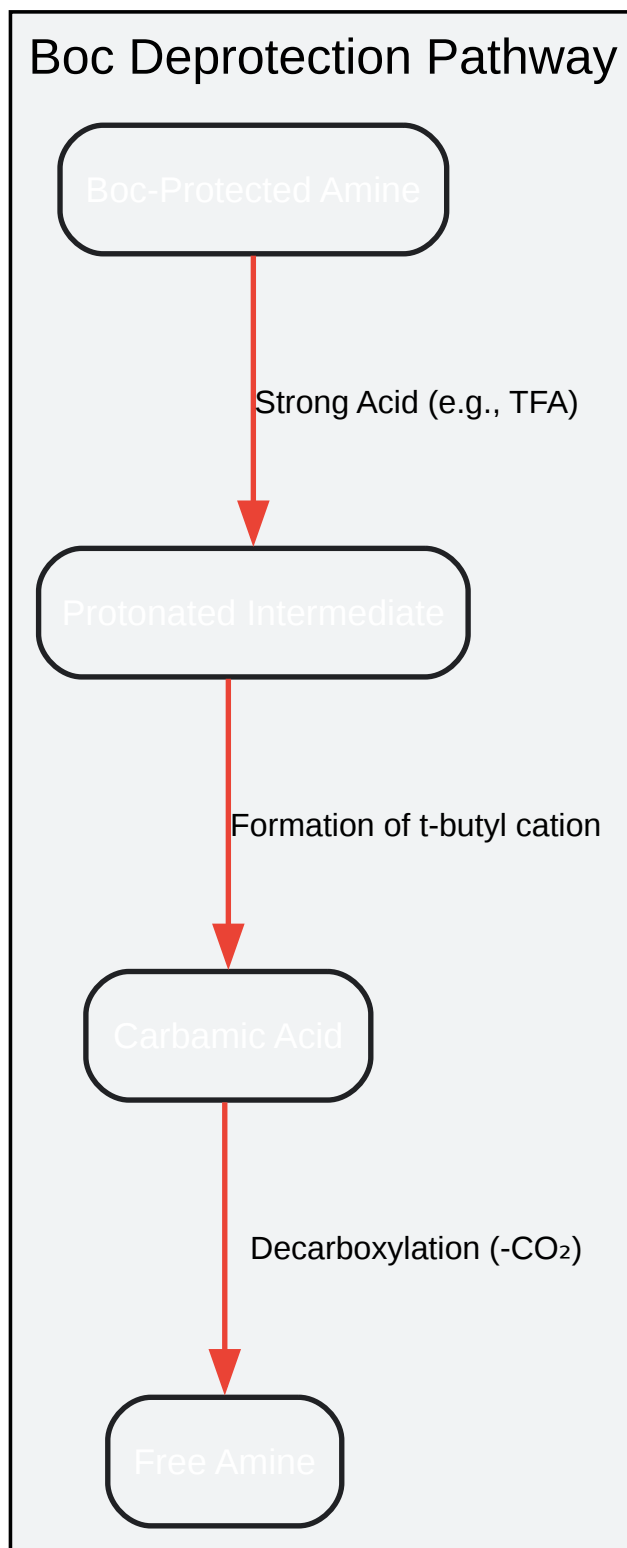 Boc Deprotection Pathway
Boc-Protected Amine
Strong Acid (e.g., TFA)
Protonated Intermediate
Formation of t-butyl cation
Carbamic Acid
Decarboxylation (-CO₂)
Free Amine